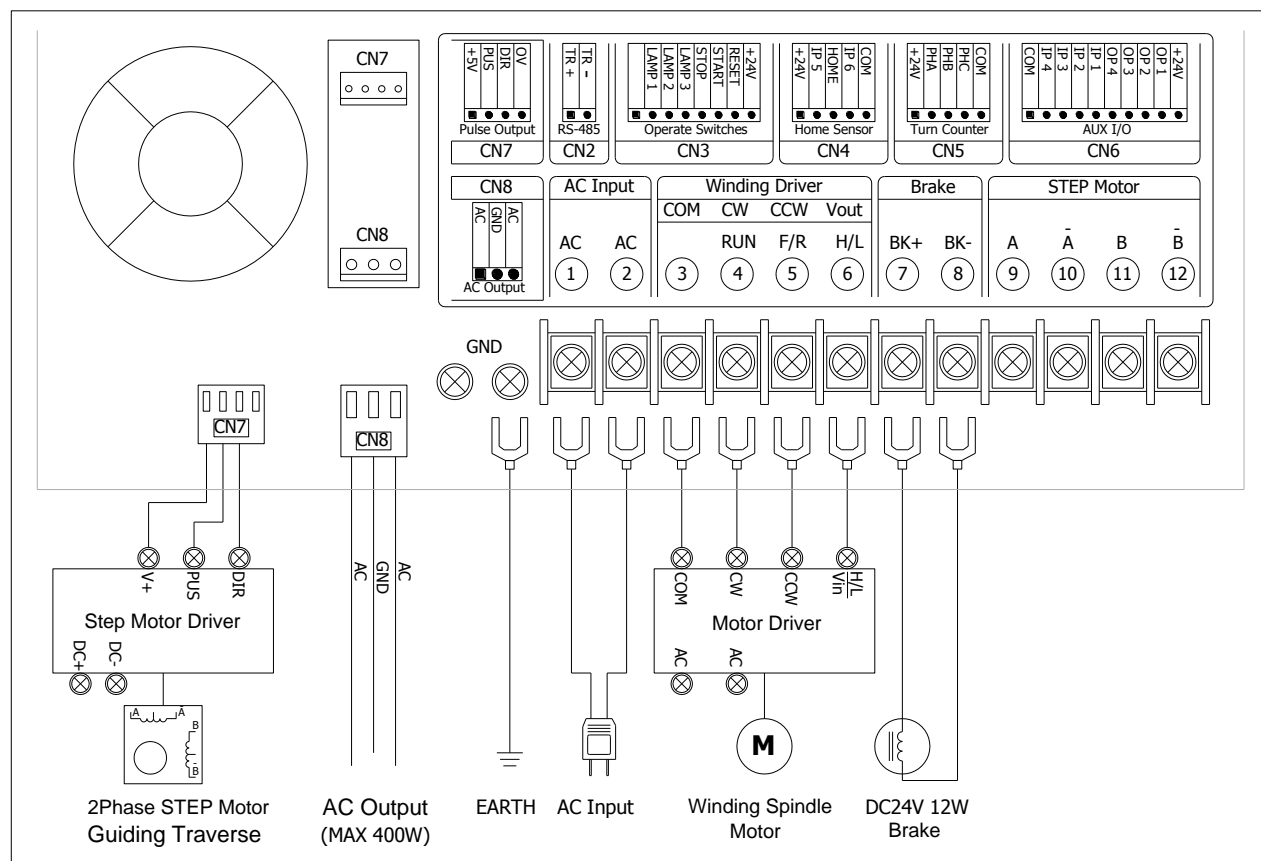 CN7
CN8
+5V
PUS
DIR
OV
Pulse Output
CN7
TR +
TR -
RS-485
CN2
LAMP 1
LAMP 2
LAMP 3
STOP
START
RESET
+24V
Operate Switches
CN3
+24V
IP 5
HOME
IP 6
COM
Home Sensor
CN4
+24V
PHA
PHB
PHC
COM
Turn Counter
CN5
COM
IP 4
IP 3
IP 2
IP 1
OP 4
OP 3
OP 2
OP 1
+24V
AUX I/O
CN6
CN8
AC
GND
AC
AC Output
AC Input
AC AC
1 2
Winding Driver
COM CW CCW Vout
RUN F/R H/L
3 4 5 6
Brake
BK+ BK-
7 8
STEP Motor
- -
A A B B
9 10 11 12
GND
CN7
CN8
V+
PUS
DIR
Step Motor Driver
DC+
DC-
A
A
B
B
AC
GND
AC
COM
CW
CCW
H/L
Vin
Motor Driver
AC
AC
M
2Phase STEP Motor
Guiding Traverse
AC Output
(MAX 400W)
EARTH
AC Input
Winding Spindle
Motor
DC24V 12W
Brake